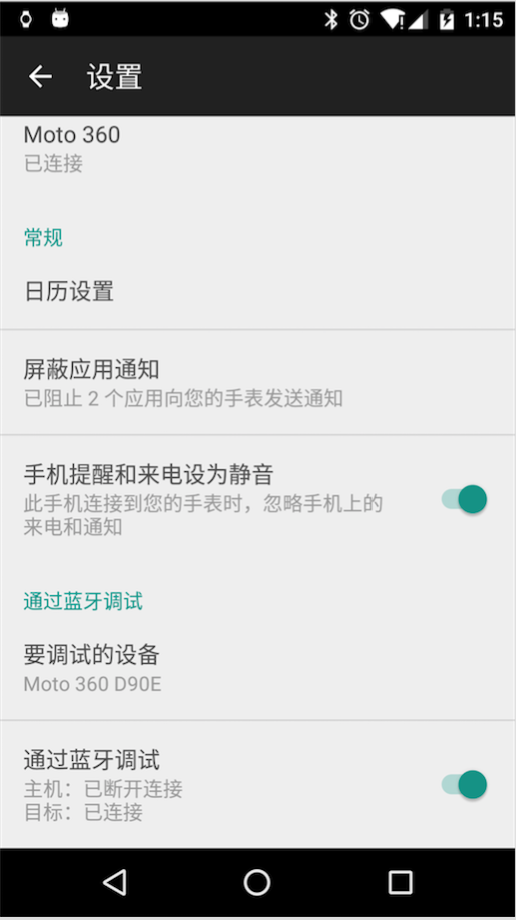 1:15
设置
Moto 360
已连接
常规
日历设置
屏蔽应用通知
已阻止 2 个应用向您的手表发送通知
手机提醒和来电设为静音
此手机连接到您的手表时，忽略手机上的
来电和通知
通过蓝牙调试
要调试的设备
Moto 360 D90E
通过蓝牙调试
主机：已断开连接
目标：已连接